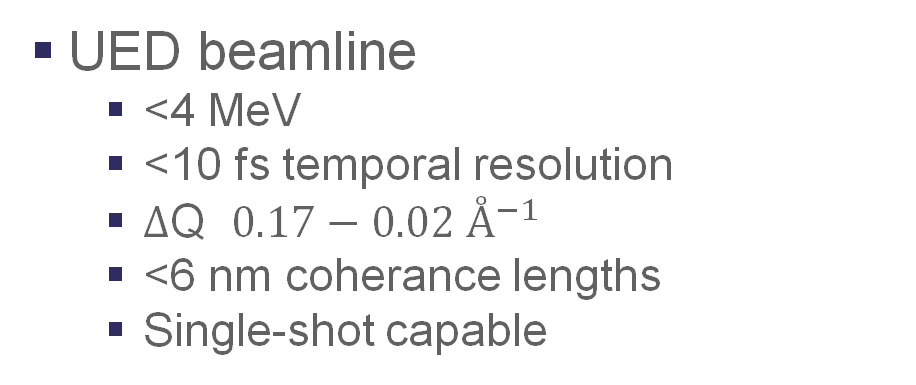 ▪ UED beamline
▪ <4 MeV
▪ <10 fs temporal resolution
▪ ΔQ 0.17 − 0.02 Å⁻¹
▪ <6 nm coherance lengths
▪ Single-shot capable